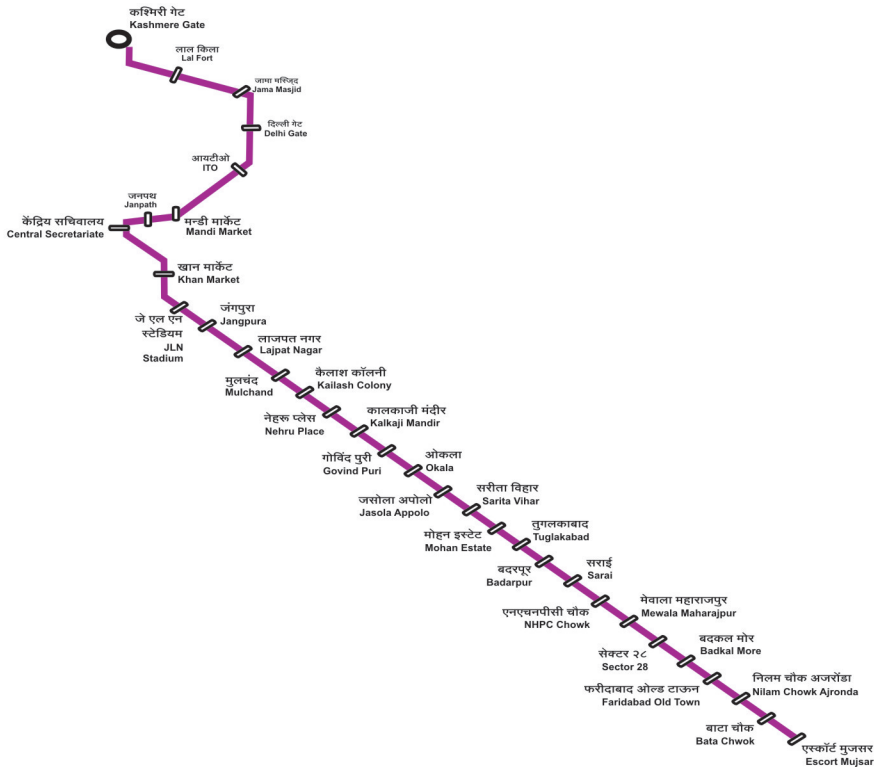 कश्मिरी गेट
Kashmere Gate
लाल किला
Lal Fort
जामा मस्जिद
Jama Masjid
दिल्ली गेट
Delhi Gate
आयटीओ
ITO
जनपथ
Janpath
मन्डी मार्केट
Mandi Market
केंद्रिय सचिवालय
Central Secretariate
खान मार्केट
Khan Market
जे एल एन
स्टेडियम
JLN
Stadium
जंगपुरा
Jangpura
लाजपत नगर
Lajpat Nagar
मुलचंद
Mulchand
कैलाश कॉलनी
Kailash Colony
नेहरू प्लेस
Nehru Place
कालकाजी मंदीर
Kalkaji Mandir
गोविंद पुरी
Govind Puri
ओकला
Okala
जसोला अपोलो
Jasola Appolo
सरीता विहार
Sarita Vihar
मोहन इस्टेट
Mohan Estate
तुगलकाबाद
Tuglakabad
बदरपूर
Badarpur
सराई
Sarai
एनएचनपीसी चौक
NHPC Chowk
मेवाला महाराजपुर
Mewala Maharajpur
सेक्टर २८
Sector 28
बदकल मोर
Badkal More
फरीदाबाद ओल्ड टाऊन
Faridabad Old Town
निलम चौक अजरोंडा
Nilam Chowk Ajronda
बाटा चौक
Bata Chwok
एस्कॉर्ट मुजसर
Escort Mujsar